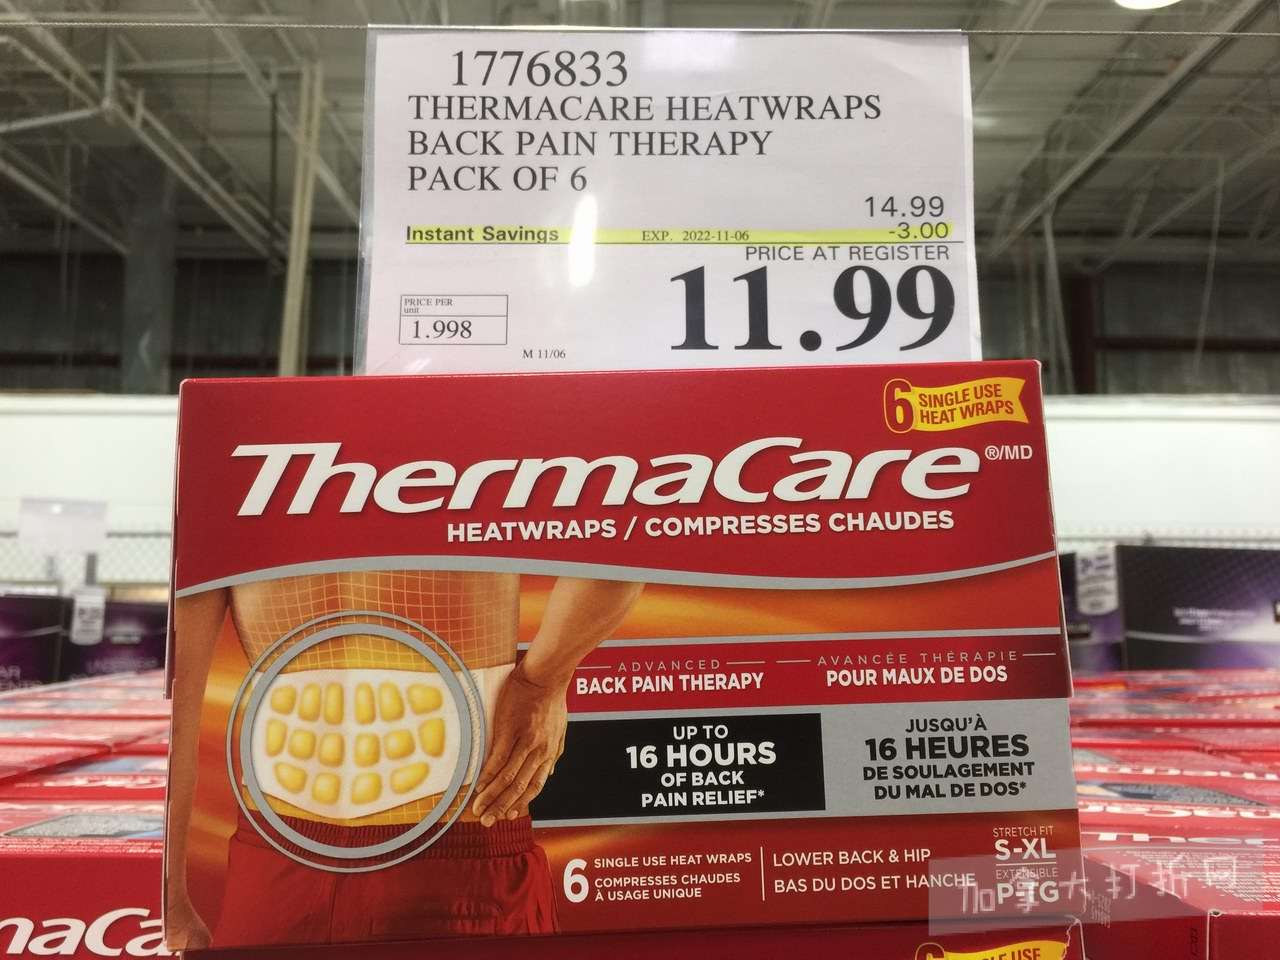 1776833
THERMACARE HEATWRAPS
BACK PAIN THERAPY
PACK OF 6
14.99
Instant Savings EXP. 2022-11-06 -3.00
PRICE AT REGISTER
11.99
PRICE PER
unit
1.998
M 11/06
6 SINGLE USE
HEAT WRAPS
ThermaCare ®/MD
HEATWRAPS / COMPRESSES CHAUDES
ADVANCED
BACK PAIN THERAPY
AVANCÉE THÉRAPIE
POUR MAUX DE DOS
UP TO
16 HOURS
OF BACK
PAIN RELIEF*
JUSQU'À
16 HEURES
DE SOULAGEMENT
DU MAL DE DOS*
6 SINGLE USE HEAT WRAPS
COMPRESSES CHAUDES
À USAGE UNIQUE
LOWER BACK & HIP
BAS DU DOS ET HANCHE
STRETCH FIT
S-XL
EXTENSIBLE
P-TG
加拿大打折网